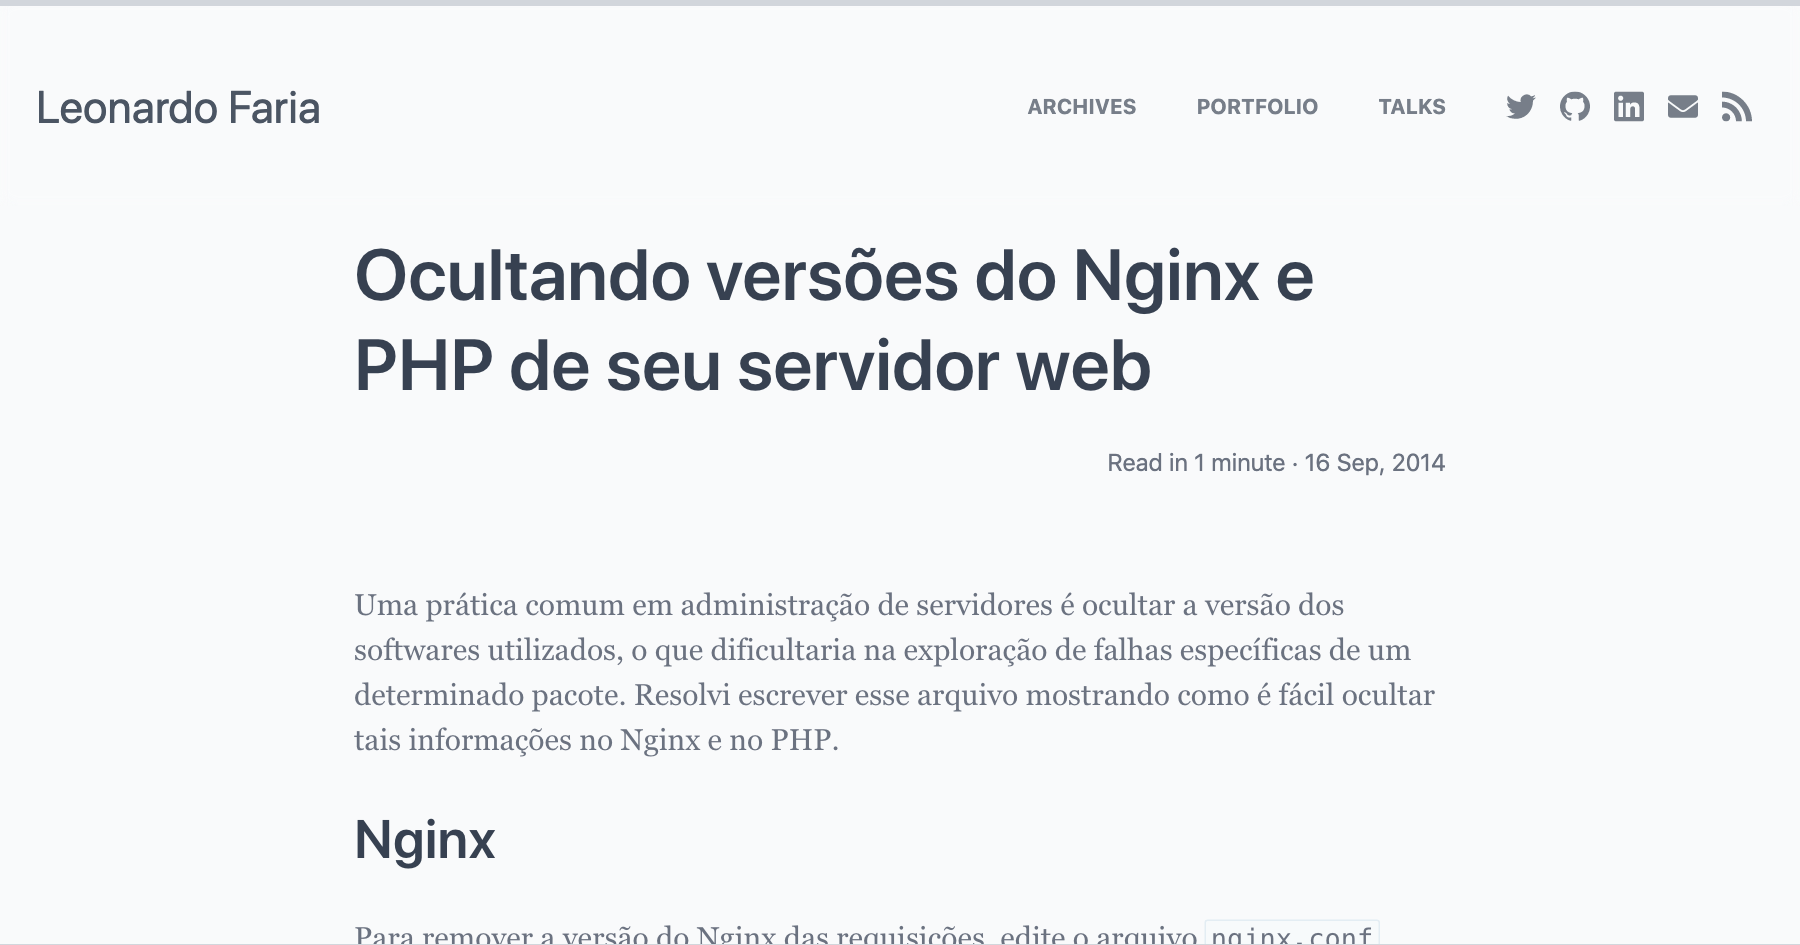 Leonardo Faria
ARCHIVES PORTFOLIO TALKS
Ocultando versões do Nginx e
PHP de seu servidor web
Read in 1 minute · 16 Sep, 2014
Uma prática comum em administração de servidores é ocultar a versão dos
softwares utilizados, o que dificultaria na exploração de falhas específicas de um
determinado pacote. Resolvi escrever esse arquivo mostrando como é fácil ocultar
tais informações no Nginx e no PHP.
Nginx
Para remover a versão do Nginx das requisições, edite o arquivo nginx.conf